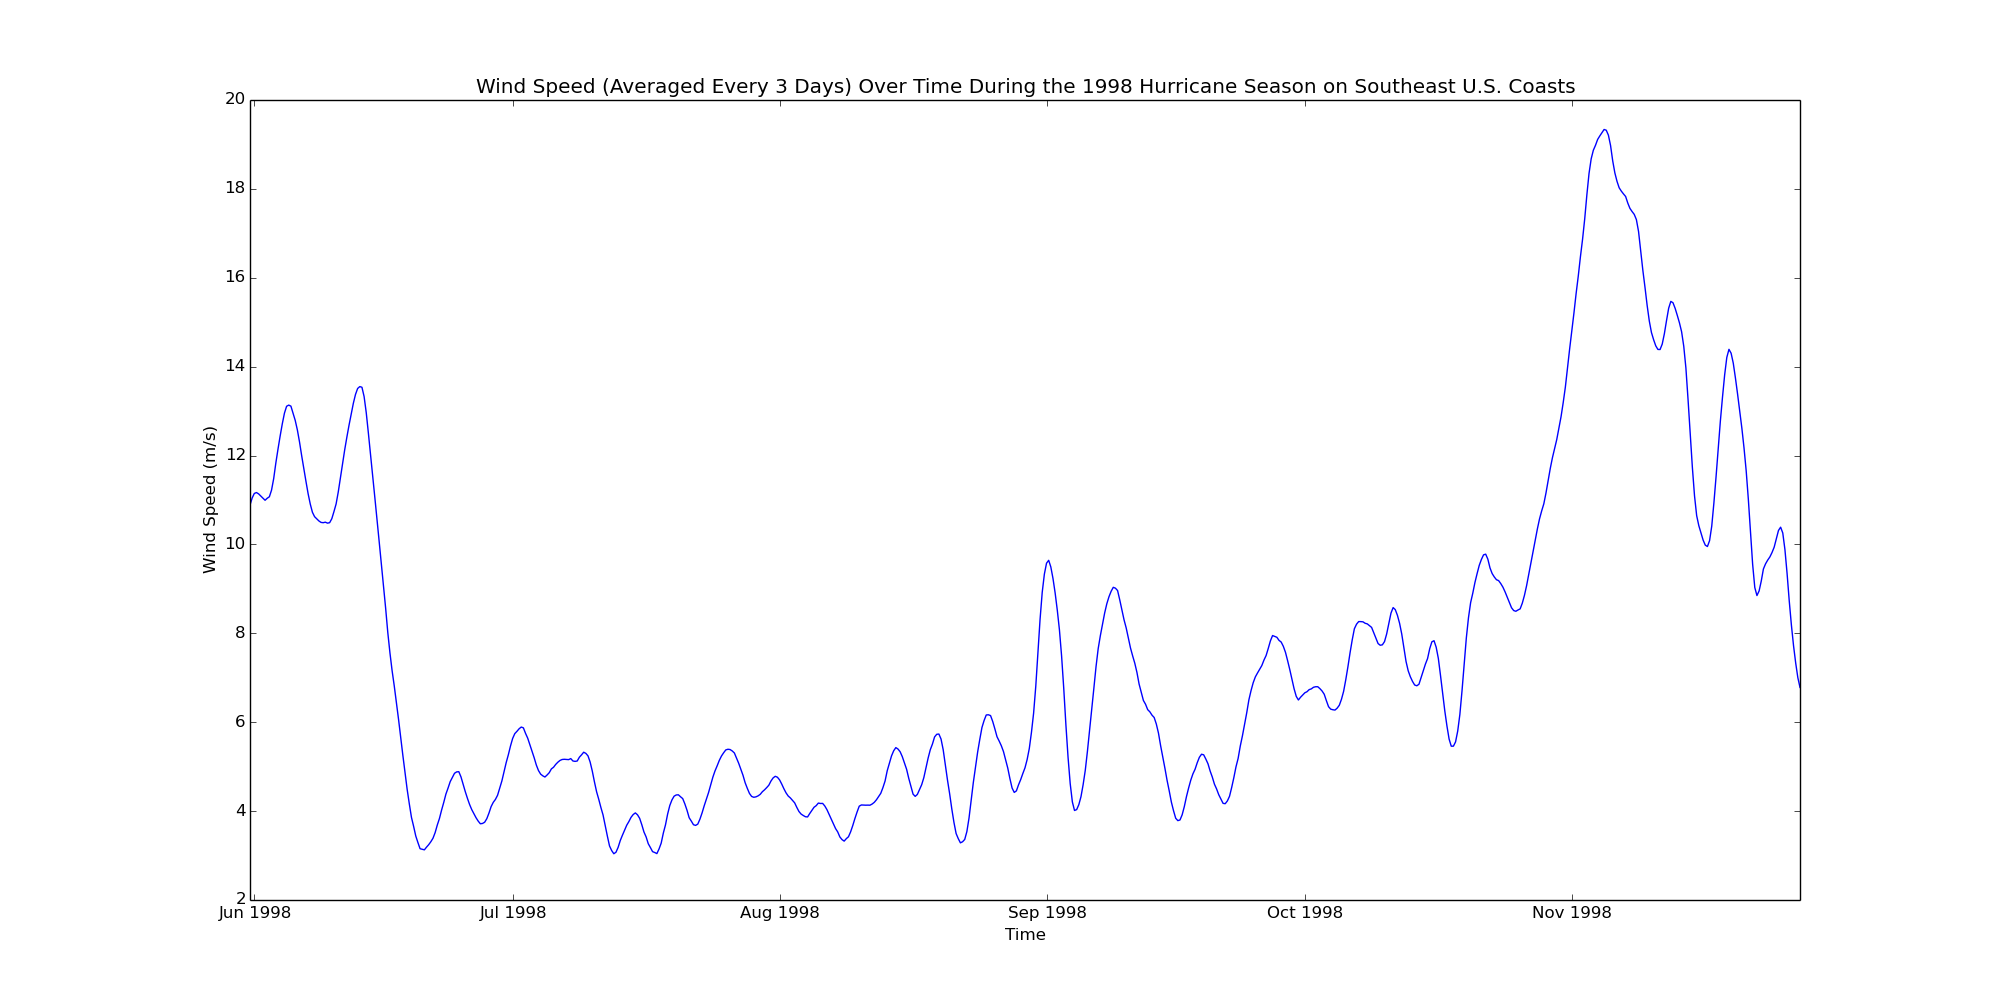 Wind Speed (Averaged Every 3 Days) Over Time During the 1998 Hurricane Season on Southeast U.S. Coasts
20
18
16
14
12
10
8
6
4
2
Wind Speed (m/s)
Jun 1998 Jul 1998 Aug 1998 Sep 1998 Oct 1998 Nov 1998
Time